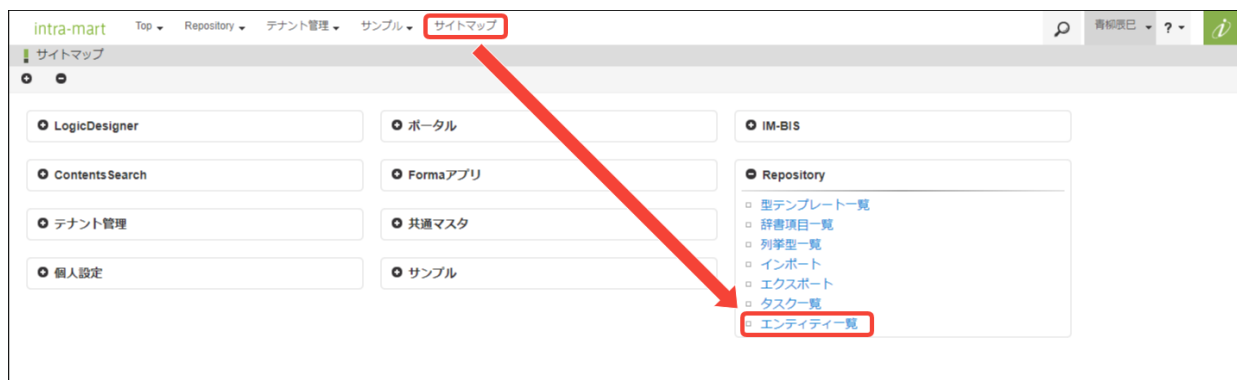 intra-mart Top Repository テナント管理 サンプル サイトマップ 青柳辰巳 ?
サイトマップ
LogicDesigner
ポータル
IM-BIS
ContentsSearch
Formaアプリ
Repository
型テンプレート一覧
辞書項目一覧
列挙型一覧
インポート
エクスポート
タスク一覧
エンティティ一覧
テナント管理
共通マスタ
個人設定
サンプル